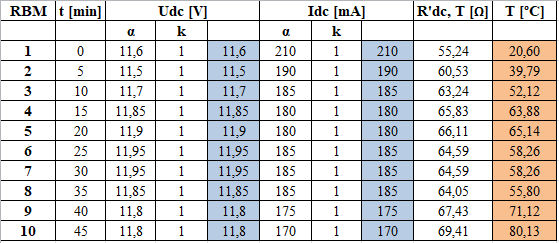 RBM t [min] Udc [V] Idc [mA] R'dc, T [Ω] T [°C]
α k α k
1 0 11,6 1 11,6 210 1 210 55,24 20,60
2 5 11,5 1 11,5 190 1 190 60,53 39,79
3 10 11,7 1 11,7 185 1 185 63,24 52,12
4 15 11,85 1 11,85 180 1 180 65,83 63,88
5 20 11,9 1 11,9 180 1 180 66,11 65,14
6 25 11,95 1 11,95 185 1 185 64,59 58,26
7 30 11,95 1 11,95 185 1 185 64,59 58,26
8 35 11,85 1 11,85 185 1 185 64,05 55,80
9 40 11,8 1 11,8 175 1 175 67,43 71,12
10 45 11,8 1 11,8 170 1 170 69,41 80,13